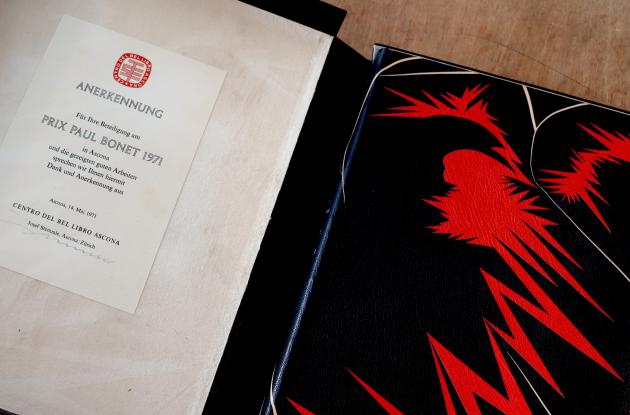 ANERKENNUNG
Für Ihre Beteiligung am
PRIX PAUL BONET 1971
in Ascona
und die gezeigten guten Arbeiten
sprechen wir Ihnen hiermit
Dank und Anerkennung aus
Ascona, 14. Mai 1971
CENTRO DEL BEL LIBRO ASCONA
Josef Stemmle, Ascona/Zürich